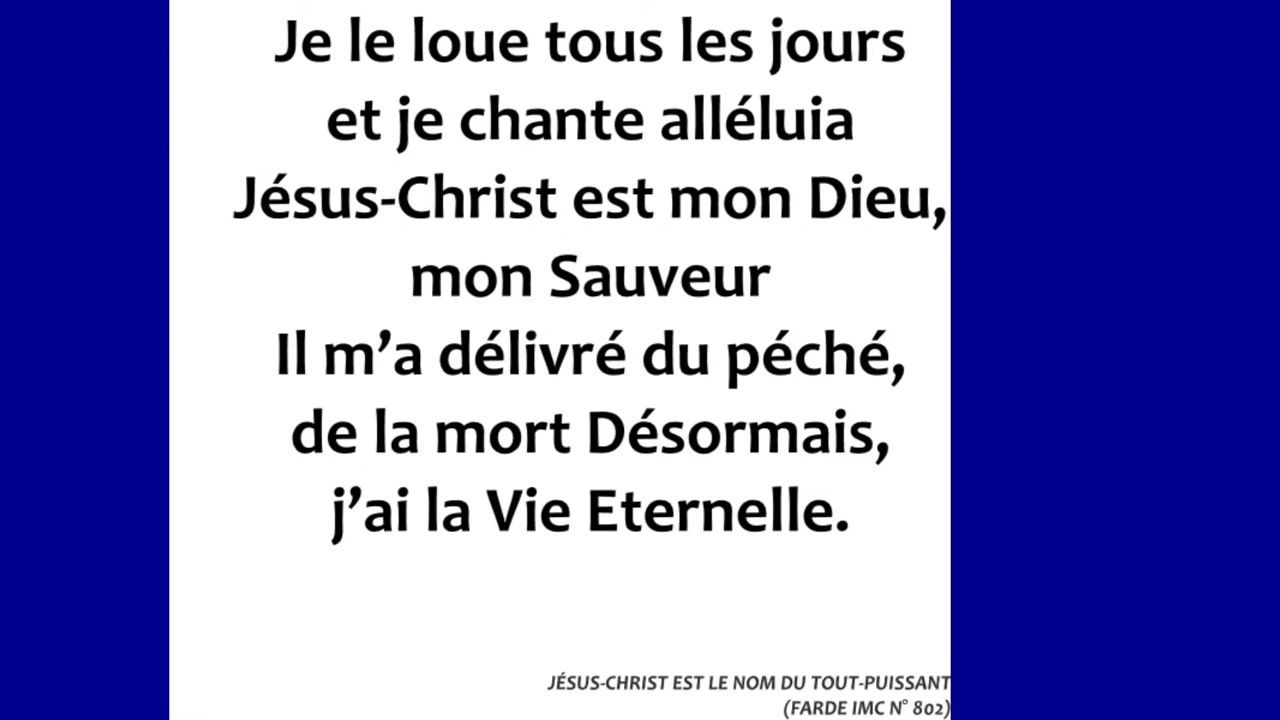 Je le loue tous les jours
et je chante alléluia
Jésus-Christ est mon Dieu,
mon Sauveur
Il m’a délivré du péché,
de la mort Désormais,
j’ai la Vie Eternelle.
JÉSUS-CHRIST EST LE NOM DU TOUT-PUISSANT
(FARDE IMC N° 802)